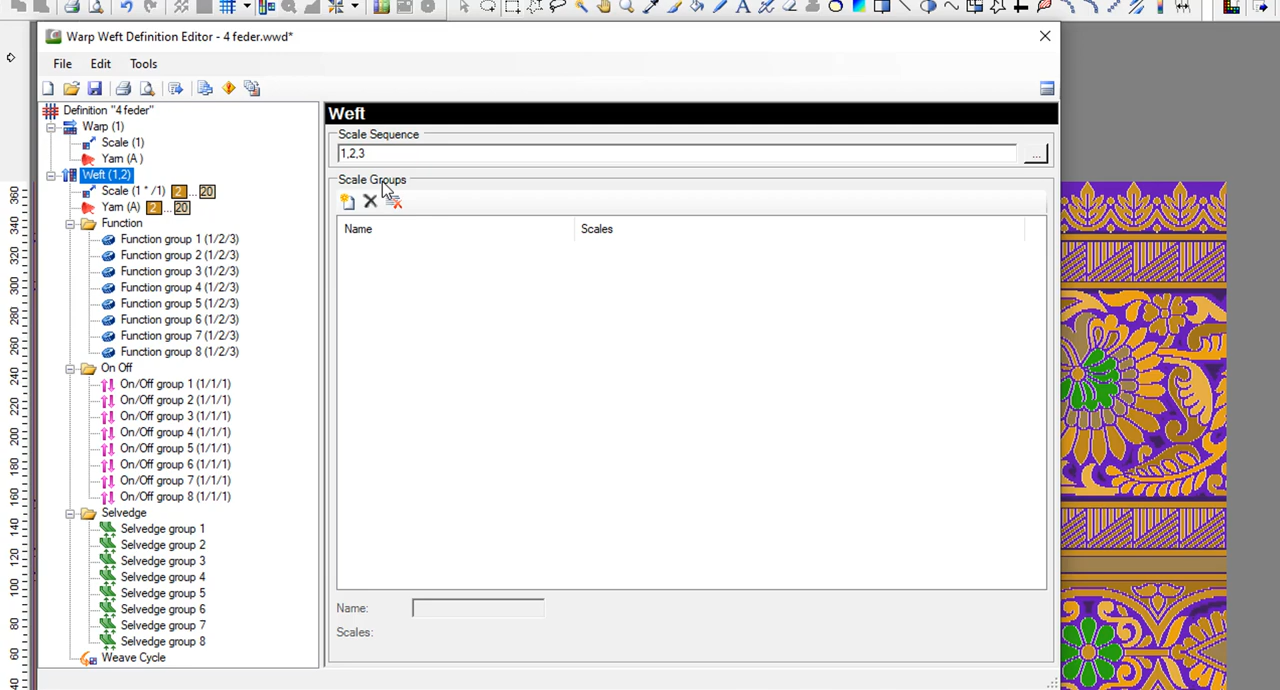 Warp Weft Definition Editor - 4 feder.wwd*
File Edit Tools
Definition "4 feder"
Warp (1)
Scale (1)
Yarn (A )
Weft (1,2)
Scale (1 * /1) 2 ... 20
Yarn (A) 2 ... 20
Function
Function group 1 (1/2/3)
Function group 2 (1/2/3)
Function group 3 (1/2/3)
Function group 4 (1/2/3)
Function group 5 (1/2/3)
Function group 6 (1/2/3)
Function group 7 (1/2/3)
Function group 8 (1/2/3)
On Off
On/Off group 1 (1/1/1)
On/Off group 2 (1/1/1)
On/Off group 3 (1/1/1)
On/Off group 4 (1/1/1)
On/Off group 5 (1/1/1)
On/Off group 6 (1/1/1)
On/Off group 7 (1/1/1)
On/Off group 8 (1/1/1)
Selvedge
Selvedge group 1
Selvedge group 2
Selvedge group 3
Selvedge group 4
Selvedge group 5
Selvedge group 6
Selvedge group 7
Selvedge group 8
Weave Cycle
Weft
Scale Sequence
1,2,3
...
Scale Groups
Name Scales
Name:
Scales:
360
340
320
300
280
260
240
220
200
180
160
140
120
100
80
60
40